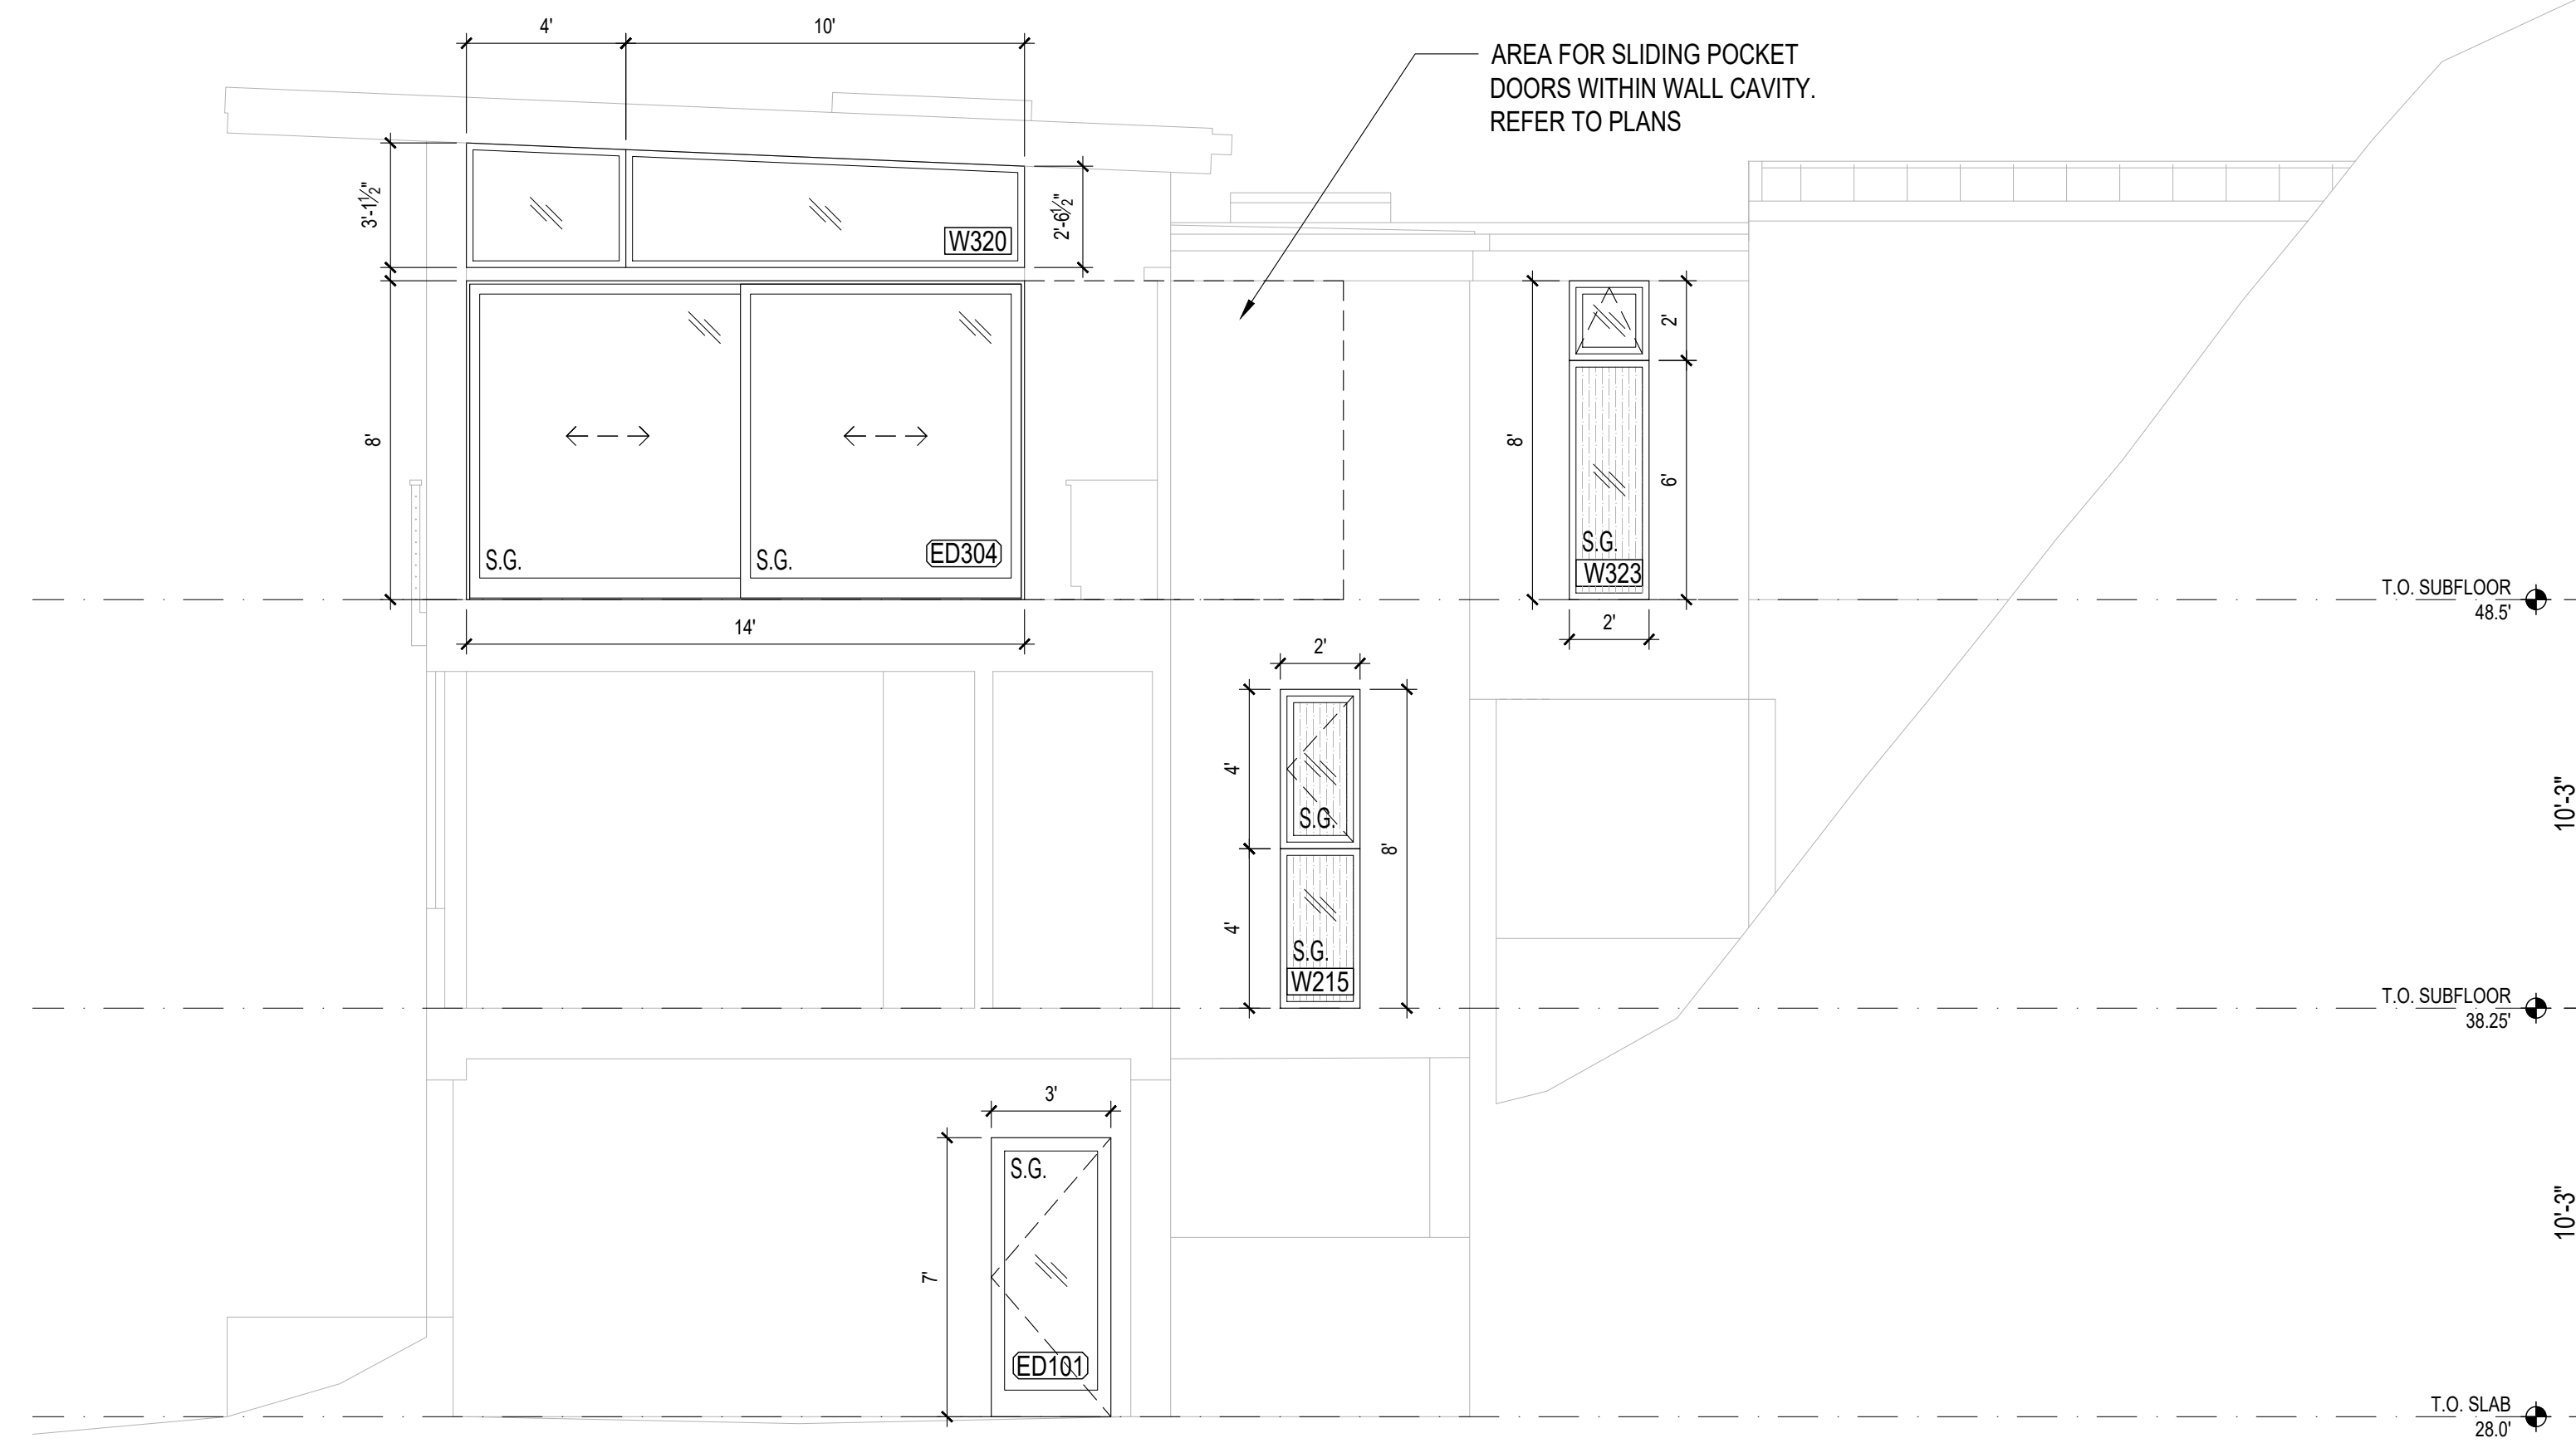 4'
10'
AREA FOR SLIDING POCKET
DOORS WITHIN WALL CAVITY.
REFER TO PLANS
3'-1½"
2'-6½"
W320
2'
8'
8'
6'
S.G.
S.G.
ED304
S.G.
W323
T.O. SUBFLOOR
48.5'
14'
2'
2'
4'
S.G.
8'
10'-3"
4'
S.G.
W215
T.O. SUBFLOOR
38.25'
3'
S.G.
7'
10'-3"
ED101
T.O. SLAB
28.0'